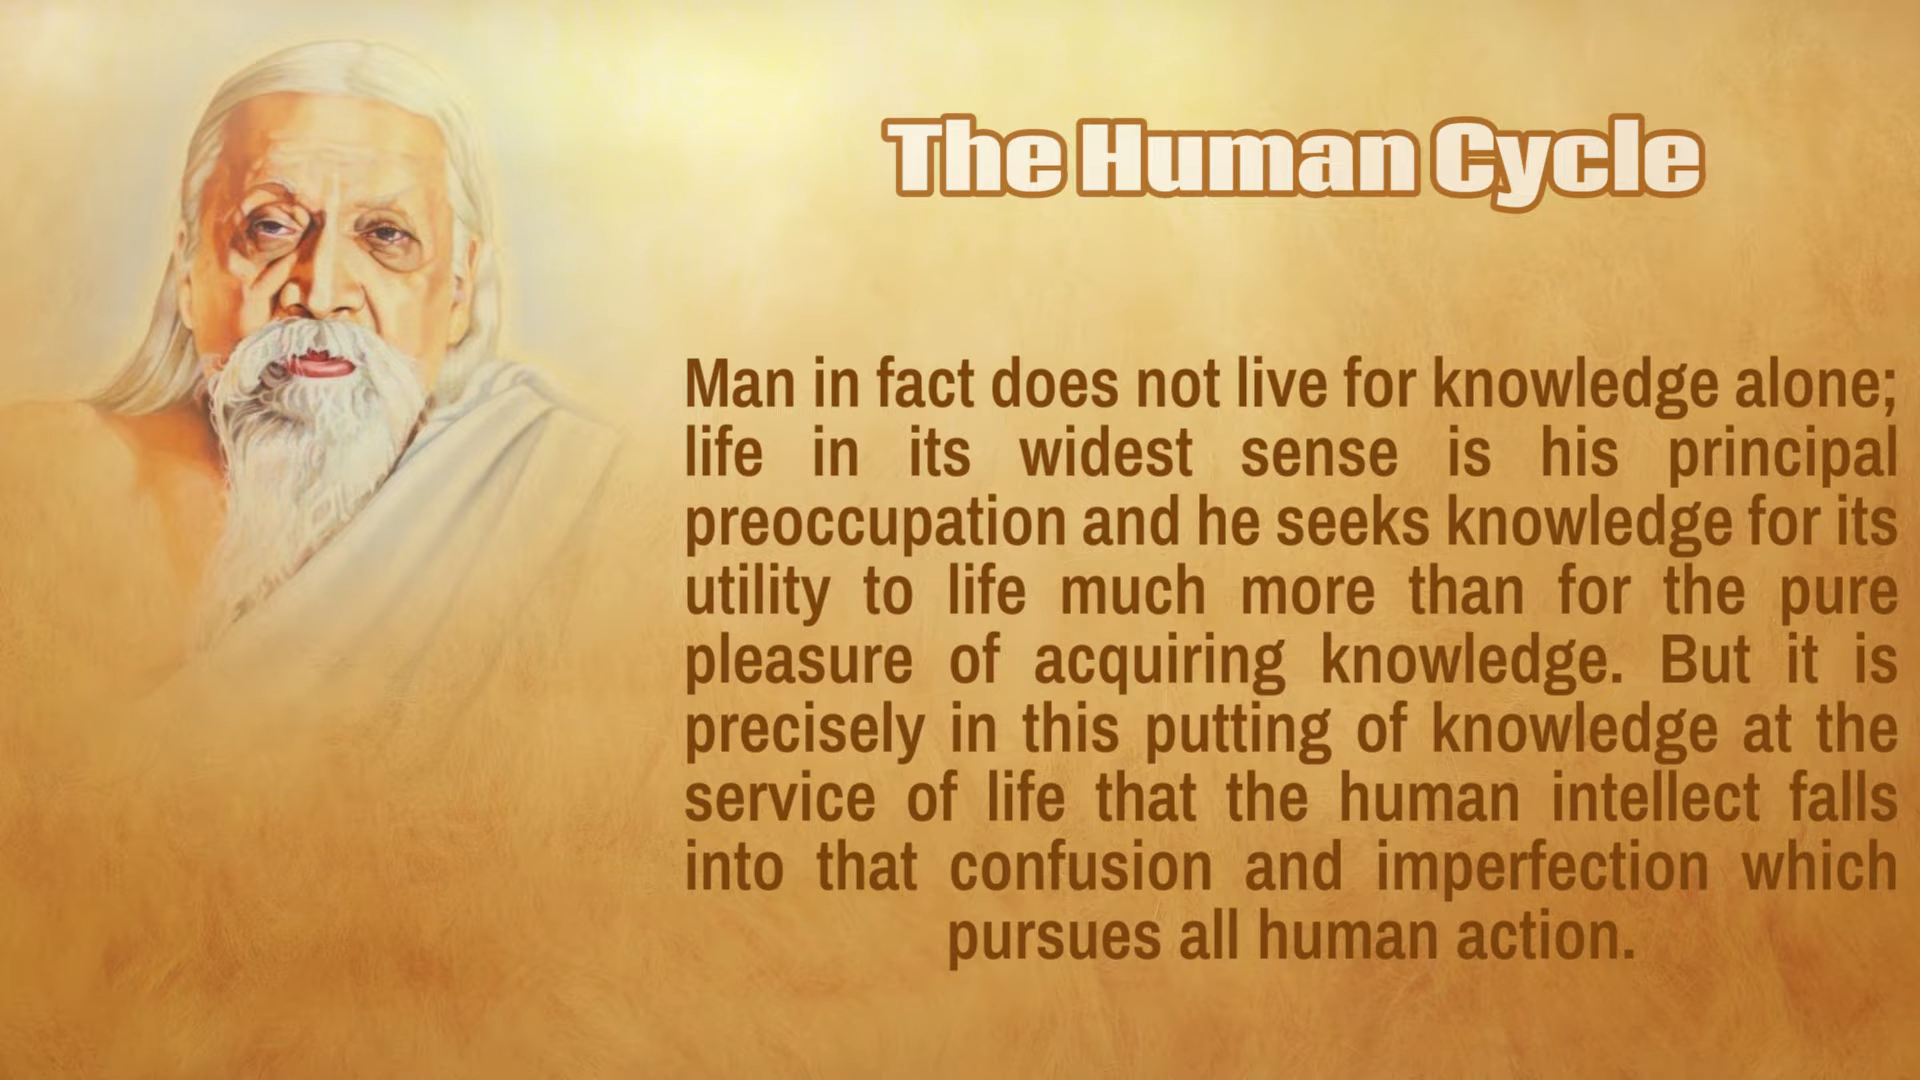 The Human Cycle
Man in fact does not live for knowledge alone;
life in its widest sense is his principal
preoccupation and he seeks knowledge for its
utility to life much more than for the pure
pleasure of acquiring knowledge. But it is
precisely in this putting of knowledge at the
service of life that the human intellect falls
into that confusion and imperfection which
pursues all human action.